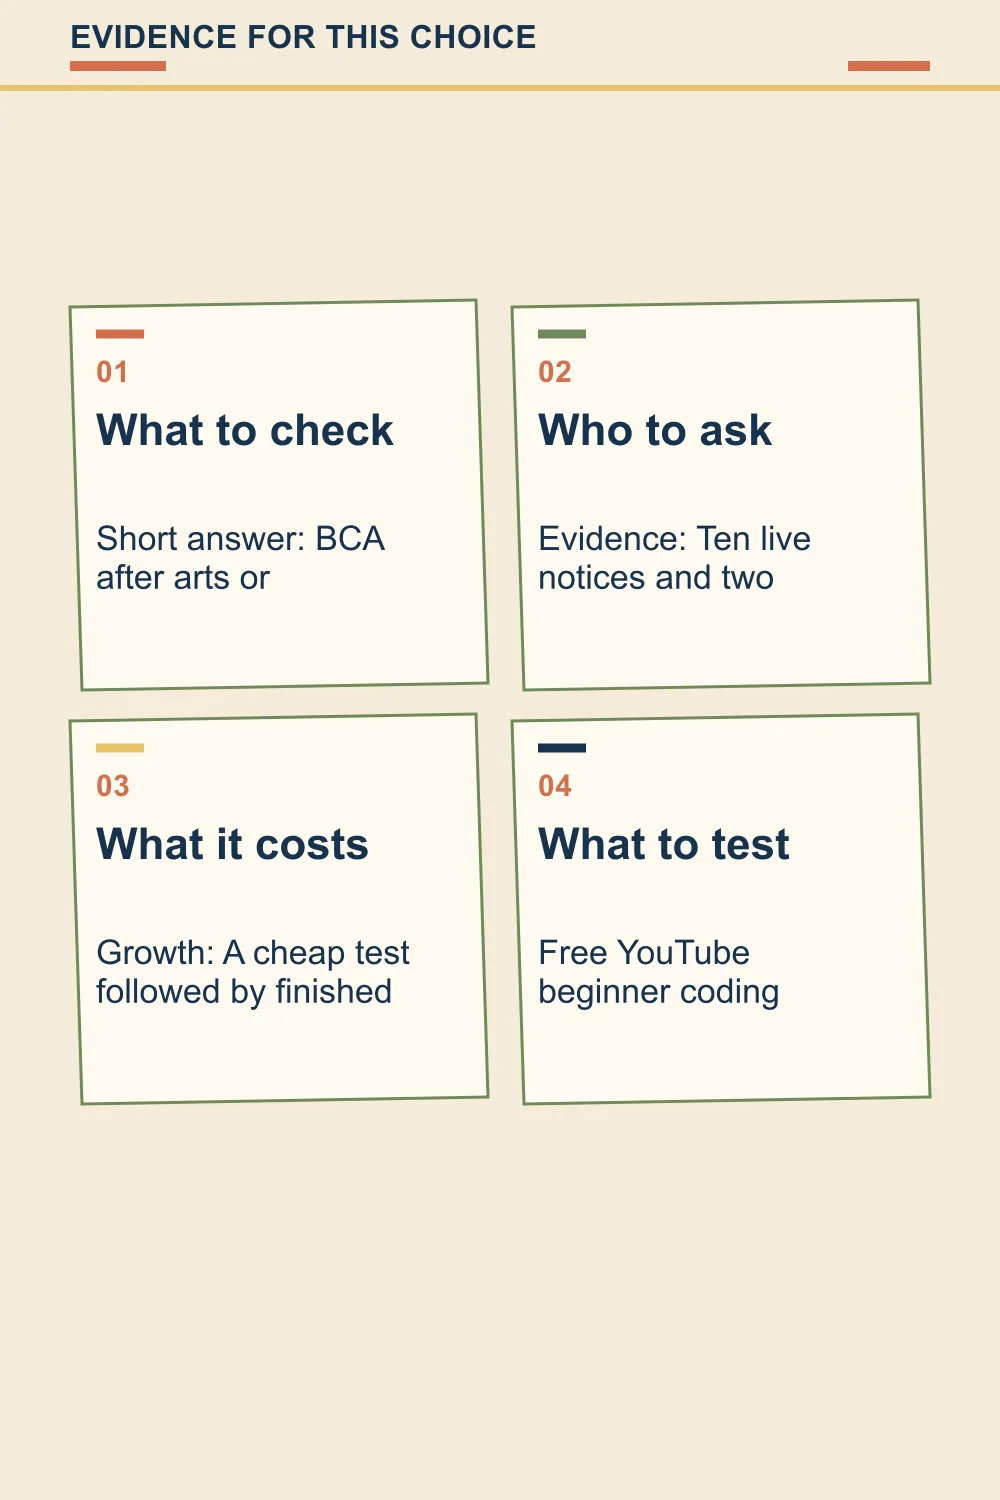 EVIDENCE FOR THIS CHOICE
01
What to check
Short answer: BCA
after arts or
02
Who to ask
Evidence: Ten live
notices and two
03
What it costs
Growth: A cheap test
followed by finished
04
What to test
Free YouTube
beginner coding